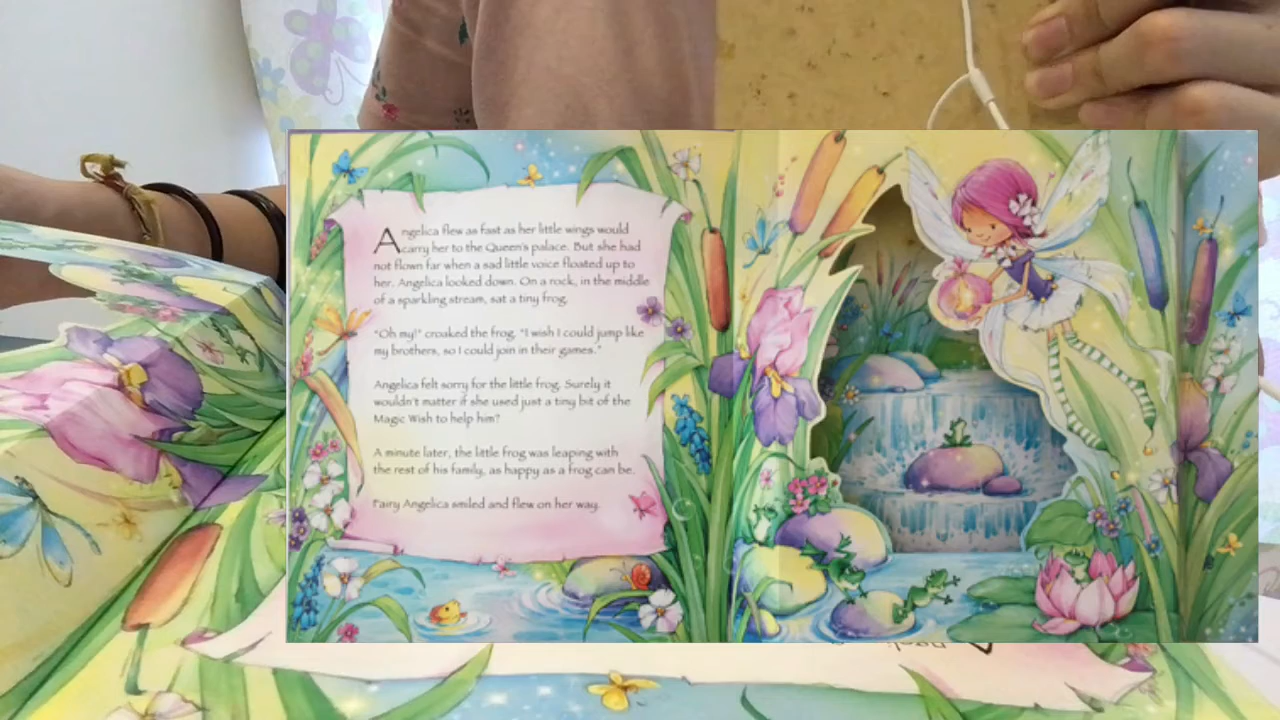 Angelica flew as fast as her little wings would
carry her to the Queen's palace. But she had
not flown far when a sad little voice floated up to
her. Angelica looked down. On a rock, in the middle
of a sparkling stream, sat a tiny frog.
"Oh my!" croaked the frog. "I wish I could jump like
my brothers, so I could join in their games."
Angelica felt sorry for the little frog. Surely it
wouldn't matter if she used just a tiny bit of the
Magic Wish to help him?
A minute later, the little frog was leaping with
the rest of his family, as happy as a frog can be.
Fairy Angelica smiled and flew on her way.